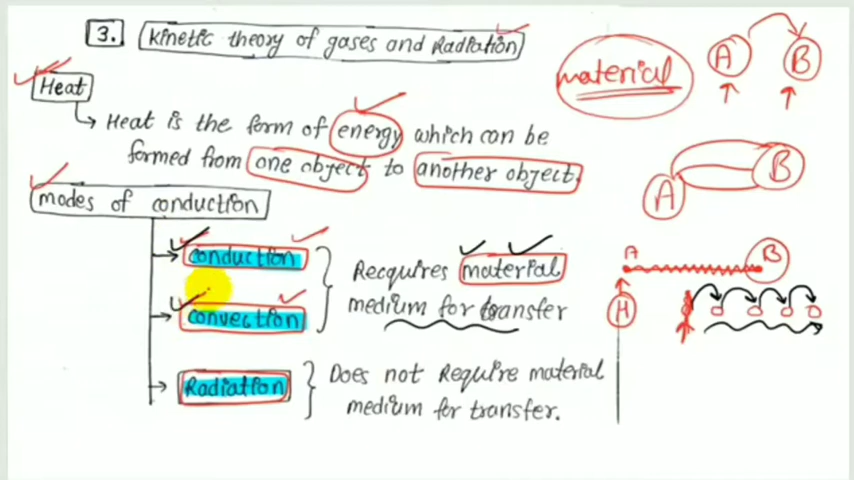 3. Kinetic theory of gases and Radiation
material
A B
Heat
Heat is the form of energy which can be
formed from one object to another object.
A B
modes of conduction
conduction
Recquires material
medium for transfer
convection
A B
H
Radiation
Does not Require material
medium for transfer.